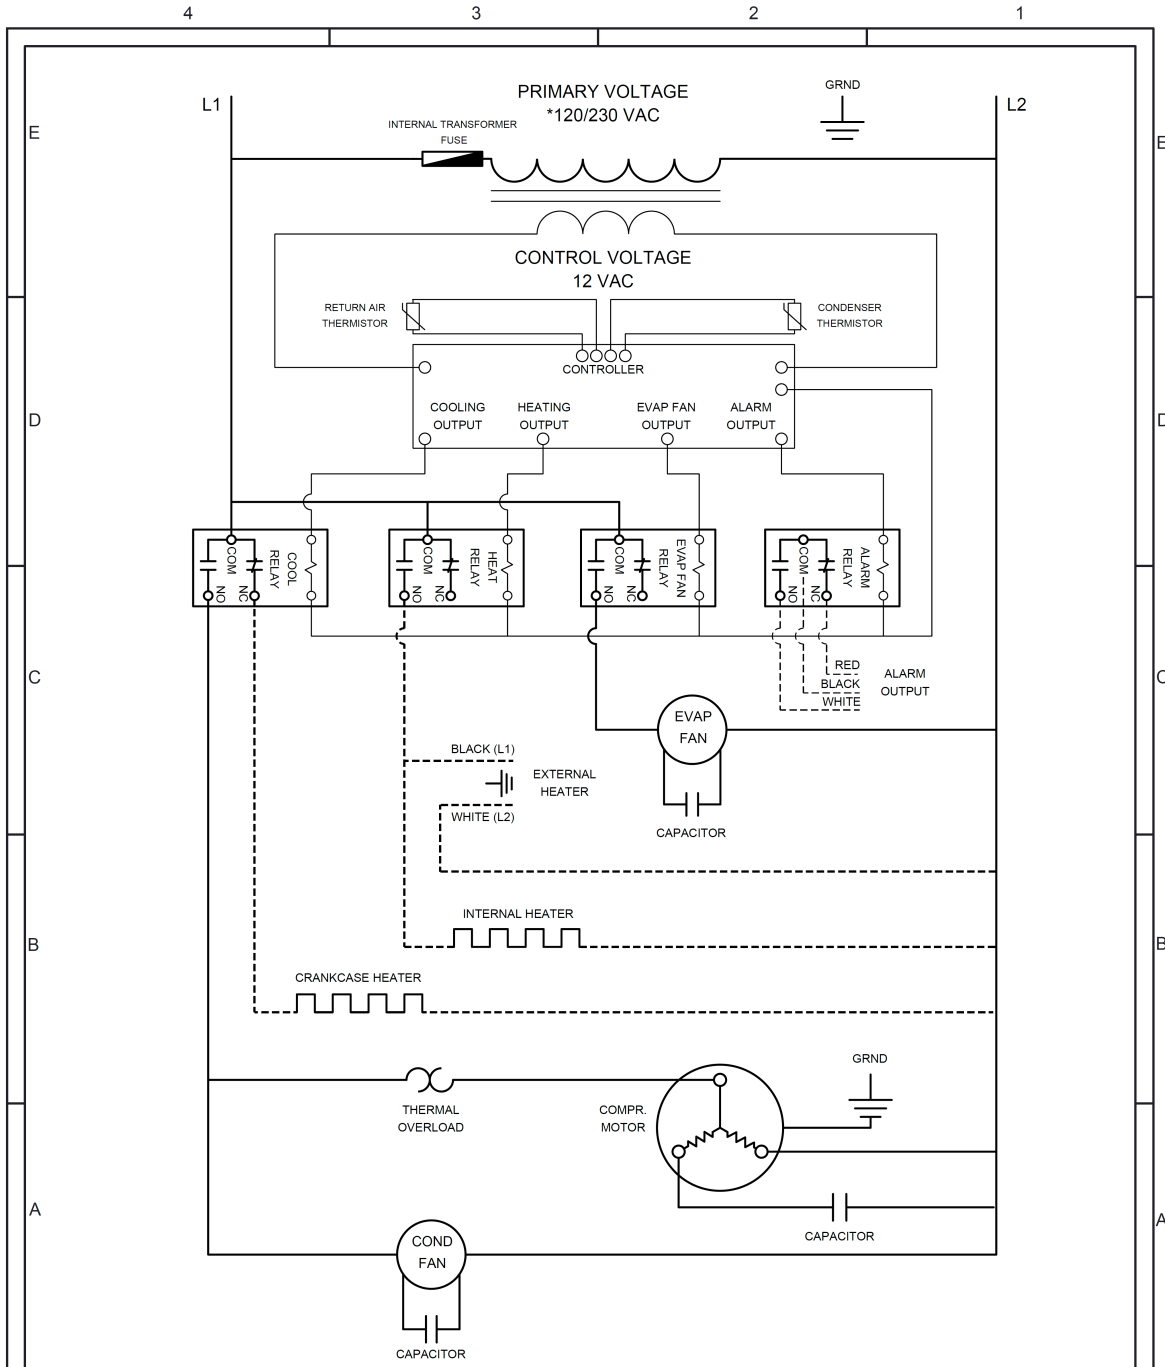 4
3
2
1
E
E
L1
PRIMARY VOLTAGE
*120/230 VAC
GRND
L2
INTERNAL TRANSFORMER
FUSE
CONTROL VOLTAGE
12 VAC
RETURN AIR
THERMISTOR
CONDENSER
THERMISTOR
CONTROLLER
D
D
COOLING
OUTPUT
HEATING
OUTPUT
EVAP FAN
OUTPUT
ALARM
OUTPUT
COM
NO
NC
COOL
RELAY
COM
NO
NC
HEAT
RELAY
COM
NO
NC
EVAP FAN
RELAY
COM
NO
NC
ALARM
RELAY
C
C
RED
BLACK
WHITE
ALARM
OUTPUT
EVAP
FAN
CAPACITOR
BLACK (L1)
EXTERNAL
HEATER
WHITE (L2)
B
B
INTERNAL HEATER
CRANKCASE HEATER
THERMAL
OVERLOAD
COMPR.
MOTOR
GRND
A
A
CAPACITOR
COND
FAN
CAPACITOR